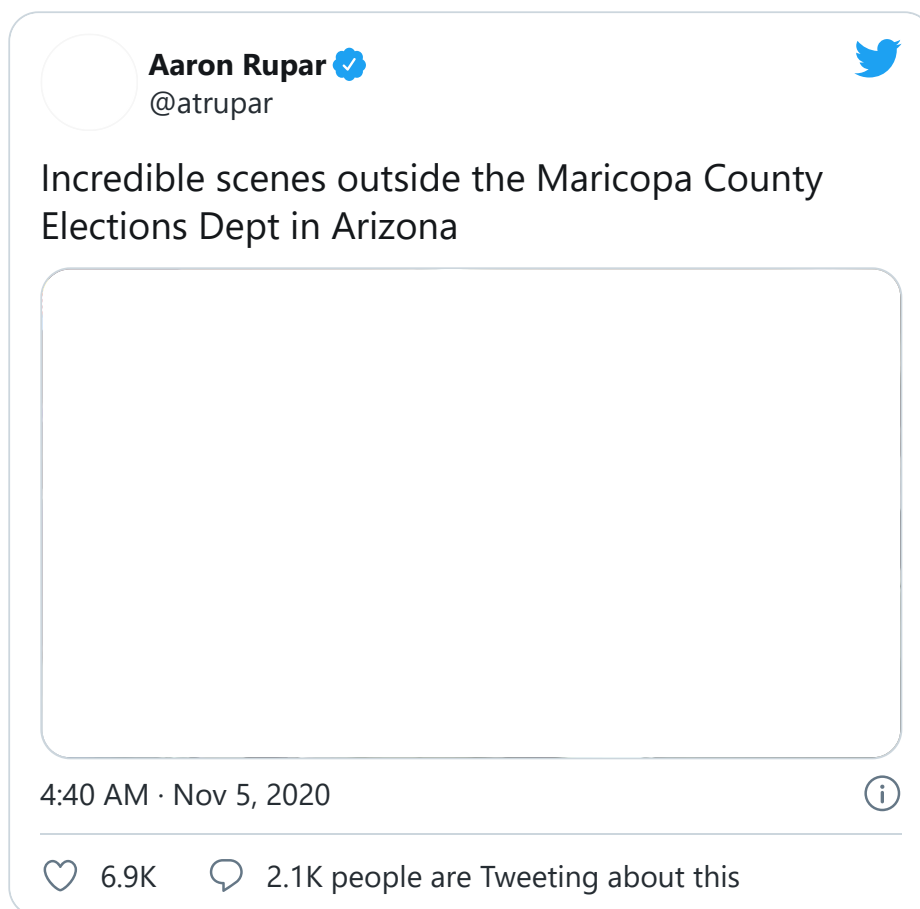 Aaron Rupar
@atrupar
Incredible scenes outside the Maricopa County
Elections Dept in Arizona
4:40 AM · Nov 5, 2020
6.9K 2.1K people are Tweeting about this